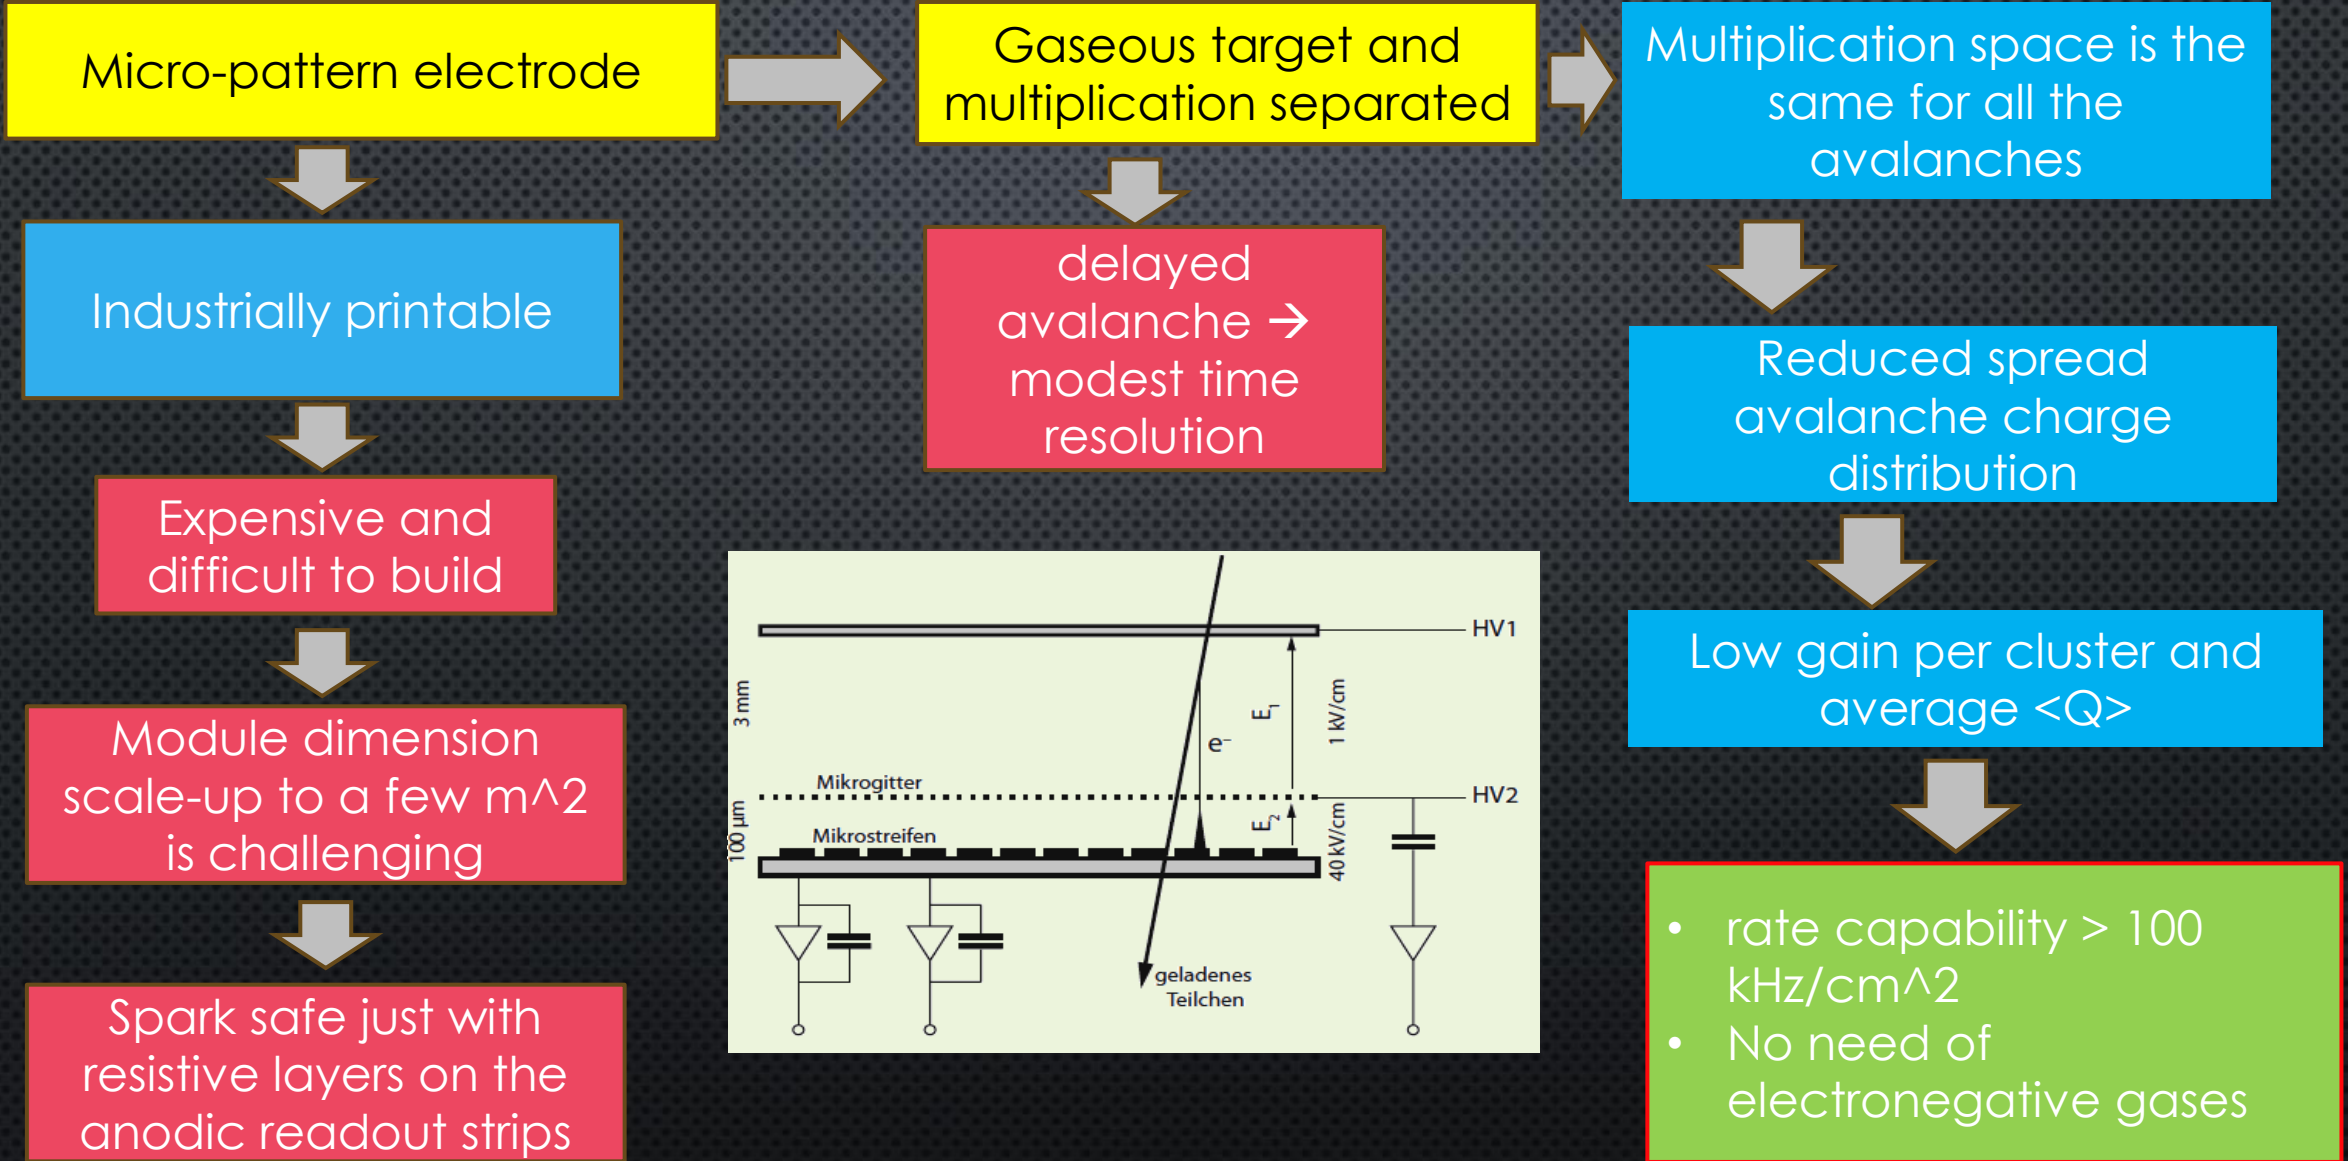 Micro-pattern electrode
Gaseous target and
multiplication separated
Multiplication space is the
same for all the
avalanches
Industrially printable
delayed
avalanche →
modest time
resolution
Reduced spread
avalanche charge
distribution
Expensive and
difficult to build
Low gain per cluster and
average <Q>
Module dimension
scale-up to a few m^2
is challenging
Spark safe just with
resistive layers on the
anodic readout strips
HV1
3 mm
E₁
1 kV/cm
e⁻
Mikrogitter
HV2
100 µm
Mikrostreifen
E₂
40 kV/cm
geladenes
Teilchen
• rate capability > 100
kHz/cm^2
• No need of
electronegative gases